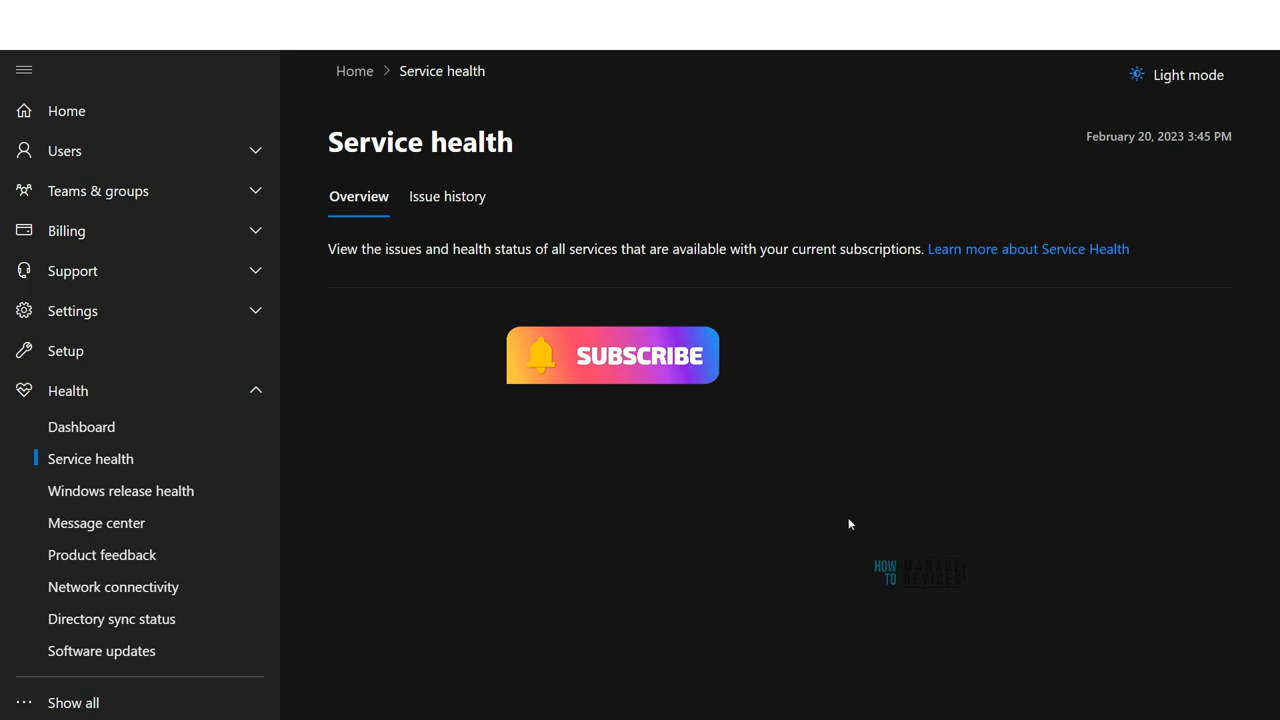 Home > Service health
Light mode
Home
Users
Teams & groups
Billing
Support
Settings
Setup
Health
Dashboard
Service health
Windows release health
Message center
Product feedback
Network connectivity
Directory sync status
Software updates
Show all
Service health
February 20, 2023 3:45 PM
Overview
Issue history
View the issues and health status of all services that are available with your current subscriptions. Learn more about Service Health
SUBSCRIBE
HOW MANAGE
TO DEVICES